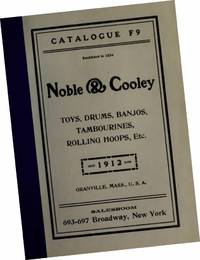 CATALOGUE F9
Established in 1854
Noble & Cooley
TOYS, DRUMS, BANJOS,
TAMBOURINES,
ROLLING HOOPS, Etc.
1912
GRANVILLE, MASS., U. S. A.
SALESROOM
693-697 Broadway, New York